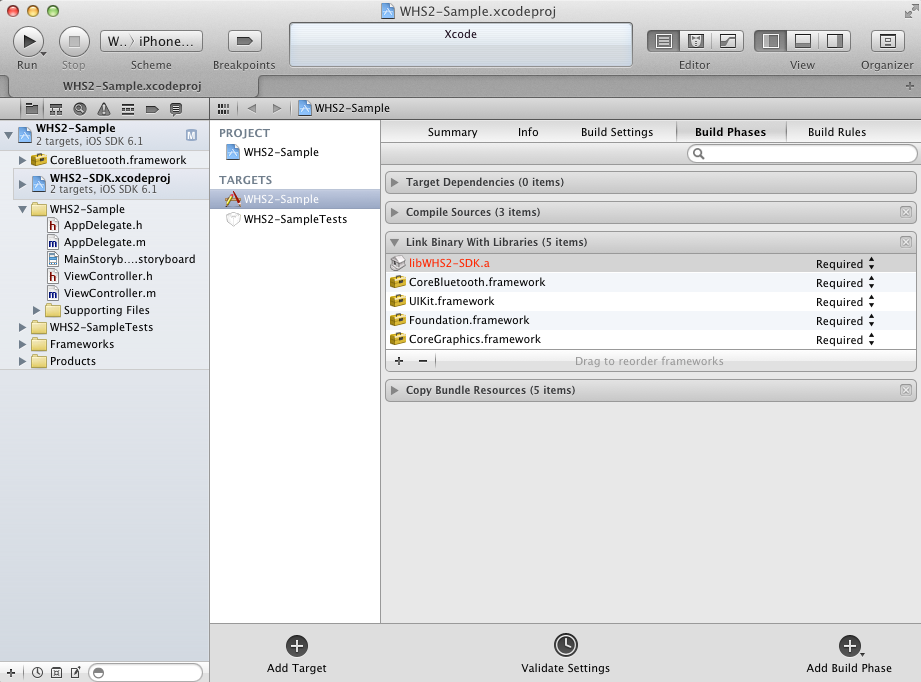 WHS2-Sample.xcodeproj
W...〉iPhone...
Xcode
Run
Stop
Scheme
Breakpoints
Editor
View
Organizer
WHS2-Sample.xcodeproj
WHS2-Sample
WHS2-Sample
M
2 targets, iOS SDK 6.1
CoreBluetooth.framework
WHS2-SDK.xcodeproj
2 targets, iOS SDK 6.1
WHS2-Sample
h AppDelegate.h
m AppDelegate.m
MainStoryb....storyboard
h ViewController.h
m ViewController.m
Supporting Files
WHS2-SampleTests
Frameworks
Products
PROJECT
WHS2-Sample
TARGETS
WHS2-Sample
WHS2-SampleTests
Summary
Info
Build Settings
Build Phases
Build Rules
Target Dependencies (0 items)
Compile Sources (3 items)
Link Binary With Libraries (5 items)
libWHS2-SDK.a Required
CoreBluetooth.framework Required
UIKit.framework Required
Foundation.framework Required
CoreGraphics.framework Required
Drag to reorder frameworks
Copy Bundle Resources (5 items)
Add Target
Validate Settings
Add Build Phase